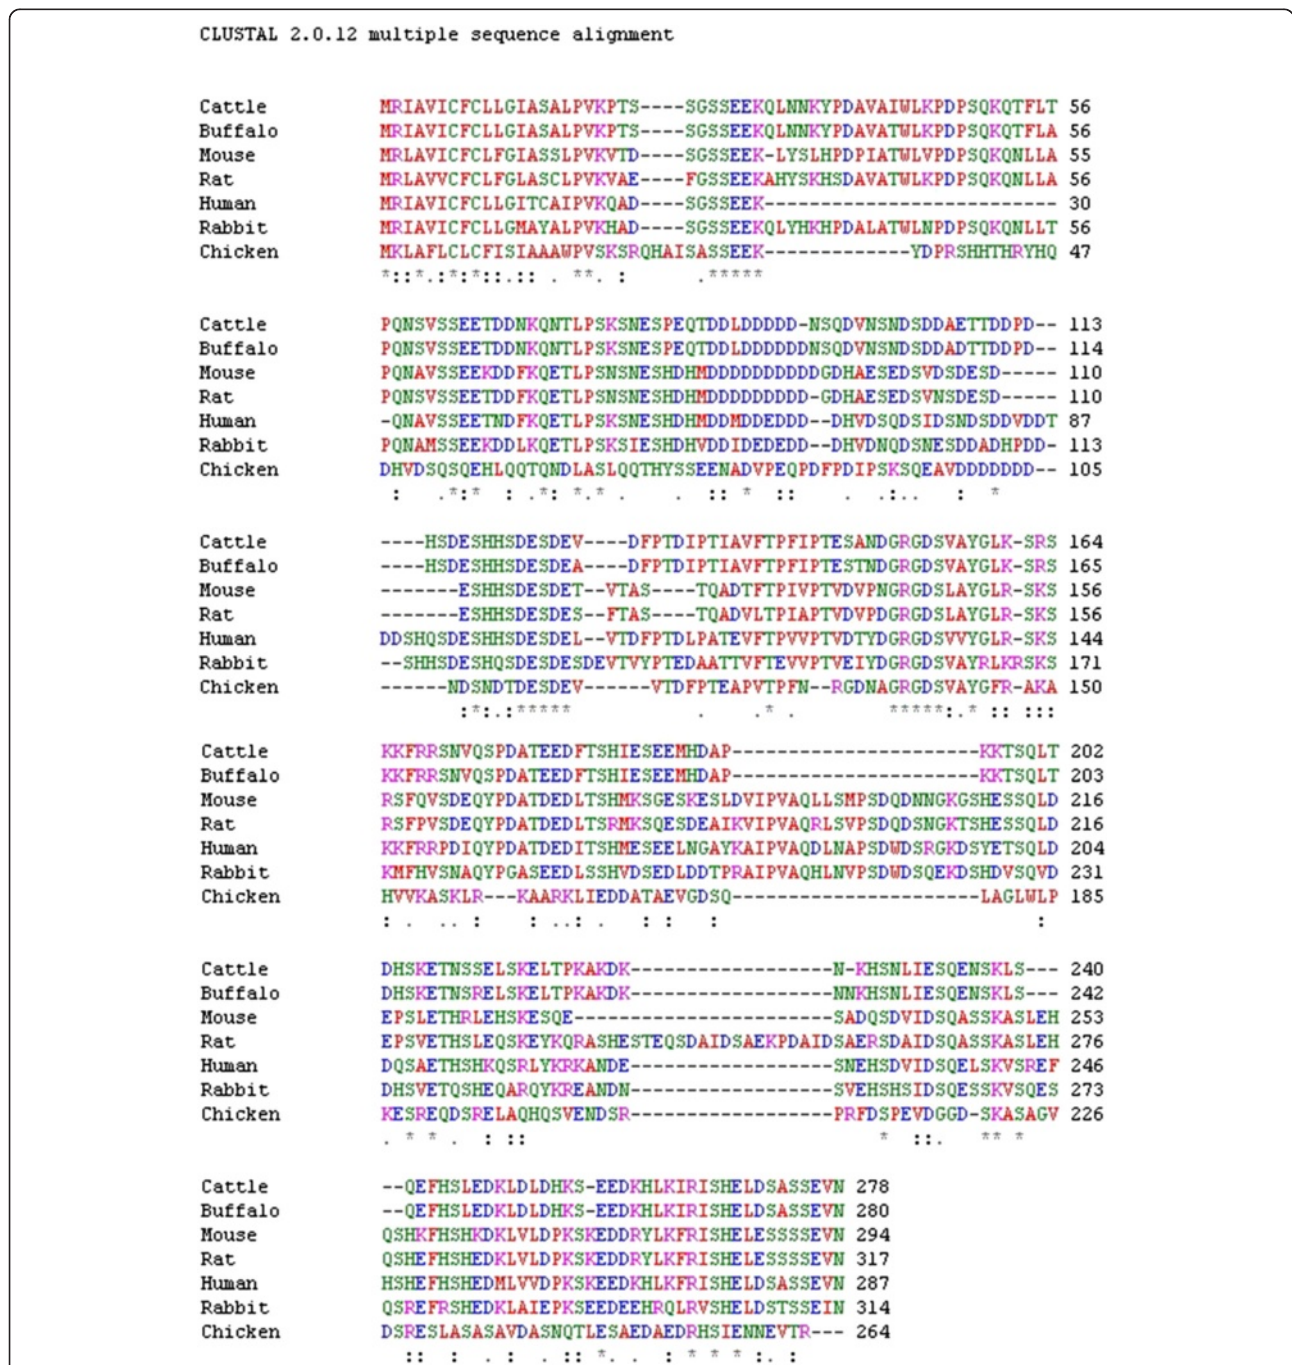 CLUSTAL 2.0.12 multiple sequence alignment
Cattle MRIAVICFCLLGIASALPVKPTS----SGSSEEKQLNNKYPDAVAIWLKPDPSQKQTFLT 56
Buffalo MRIAVICFCLLGIASALPVKPTS----SGSSEEKQLNNKYPDAVATWLKPDPSQKQTFLA 56
Mouse MRLAVICFCLFGIASSLPVKVTD----SGSSEEK-LYSLHPDPIATWLVPDPSQKQNLLA 55
Rat MRLAVVCFCLFGLASCLPVKVAE----FGSSEEKAHYSKHSDAVATWLKPDPSQKQNLLA 56
Human MRIAVICFCLLGITCAIPVKQAD----SGSSEEK-------------------------- 30
Rabbit MRIAVICFCLLGMAYALPVKHAD----SGSSEEKQLYHKHPDALATWLNPDPSQKQNLLT 56
Chicken MKLAFLCLCFISIAAAWPVSKSRQHAISASSEEK-------------YDPRSHHTHRYHQ 47
*::*.:*:*::.:: . **. :      .*****
Cattle PQNSVSSEETDDNKQNTLPSKSNESPEQTDDLDDDDD-NSQDVNSNDSDDAETTDDPD-- 113
Buffalo PQNSVSSEETDDNKQNTLPSKSNESPEQTDDLDDDDDDNSQDVNSNDSDDADTTDDPD-- 114
Mouse PQNAVSSEEKDDFKQETLPSNSNESHDHMDDDDDDDDDDGDHAESEDSVDSDESD----- 110
Rat PQNSVSSEETDDFKQETLPSNSNESHDHMDDDDDDDDD-GDHAESEDSVNSDESD----- 110
Human -QNAVSSEETNDFKQETLPSKSNESHDHMDDMDDEDDD--DHVDSQDSIDSNDSDDVDDT 87
Rabbit PQNAMSSEEKDDLKQETLPSKSIESHDHVDDIDEDEDD--DHVDNQDSNESDDADHPDD- 113
Chicken DHVDSQSQEHLQQTQNDLASLQQTHYSSEENADVPEQPDFPDIPSKSQEAVDDDDDDD-- 105
:   .*:*  : .*: *.*.    . :: *  ::    .  .:..   :  *
Cattle ----HSDESHHSDESDEV----DFPTDIPTIAVFTPFIPTESANDGRGDSVAYGLK-SRS 164
Buffalo ----HSDESHHSDESDEA----DFPTDIPTIAVFTPFIPTESTNDGRGDSVAYGLK-SRS 165
Mouse -------ESHHSDESDET--VTAS----TQADTFTPIVPTVDVPNGRGDSLAYGLR-SKS 156
Rat -------ESHHSDESDES--FTAS----TQADVLTPIAPTVDVPDGRGDSLAYGLR-SKS 156
Human DDSHQSDESHHSDESDEL--VTDFPTDLPATEVFTPVVPTVDTYDGRGDSVVYGLR-SKS 144
Rabbit --SHHSDESHQSDESDESDEVTVYPTEDAATTVFTEVVPTVEIYDGRGDSVAYRLKRSKS 171
Chicken ------NDSNDTDESDEV------VTDFPTEAPVTPFN--RGDNAGRGDSVAYGFR-AKA 150
:*:.:*****           .    .* .        *****:.* :: :::
Cattle KKFRRSNVQSPDATEEDFTSHIESEEMHDAP----------------------KKTSQLT 202
Buffalo KKFRRSNVQSPDATEEDFTSHIESEEMHDAP----------------------KKTSQLT 203
Mouse RSFQVSDEQYPDATDEDLTSHMKSGESKESLDVIPVAQLLSMPSDQDNNGKGSHESSQLD 216
Rat RSFPVSDEQYPDATDEDLTSRMKSQESDEAIKVIPVAQRLSVPSDQDSNGKTSHESSQLD 216
Human KKFRRPDIQYPDATDEDITSHMESEELNGAYKAIPVAQDLNAPSDWDSRGKDSYETSQLD 204
Rabbit KMFHVSNAQYPGASEEDLSSHVDSEDLDDTPRAIPVAQHLNVPSDWDSQEKDSHDVSQVD 231
Chicken HVVKASKLR---KAARKLIEDDATAEVGDSQ----------------------LAGLWLP 185
: .  .. :    : ..: .   : :   :                            :
Cattle DHSKETNSSELSKELTPKAKDK------------------N-KHSNLIESQENSKLS--- 240
Buffalo DHSKETNSRELSKELTPKAKDK------------------NNKHSNLIESQENSKLS--- 242
Mouse EPSLETHRLEHSKESQE-----------------------SADQSDVIDSQASSKASLEH 253
Rat EPSVETHSLEQSKEYKQRASHESTEQSDAIDSAEKPDAIDSAERSDAIDSQASSKASLEH 276
Human DQSAETHSHKQSRLYKRKANDE------------------SNEHSDVIDSQELSKVSREF 246
Rabbit DHSVETQSHEQARQYKREANDN------------------SVEHSHSIDSQESSKVSQES 273
Chicken KESREQDSRELAQHQSVENDSR------------------PRFDSPEVDGGD-SKASAGV 226
. * * .  : ::                                *  ::.   ** *
Cattle --QEFHSLEDKLDLDHKS-EEDKHLKIRISHELDSASSEVN 278
Buffalo --QEFHSLEDKLDLDHKS-EEDKHLKIRISHELDSASSEVN 280
Mouse QSHKFHSHKDKLVLDPKSKEDDRYLKFRISHELESSSSEVN 294
Rat QSHEFHSHEDKLVLDPKSKEDDRYLKFRISHELESSSSEVN 317
Human HSHEFHSHEDMLVVDPKSKEEDKHLKFRISHELDSASSEVN 287
Rabbit QSREFRSHEDKLAIEPKSEEDEEHRQLRVSHELDSTSSEIN 314
Chicken DSRESLASASAVDASNQTLESAEDAEDRHSIENNEVTR--- 264
::  :  . :  . :: *. .  : * * * :. :